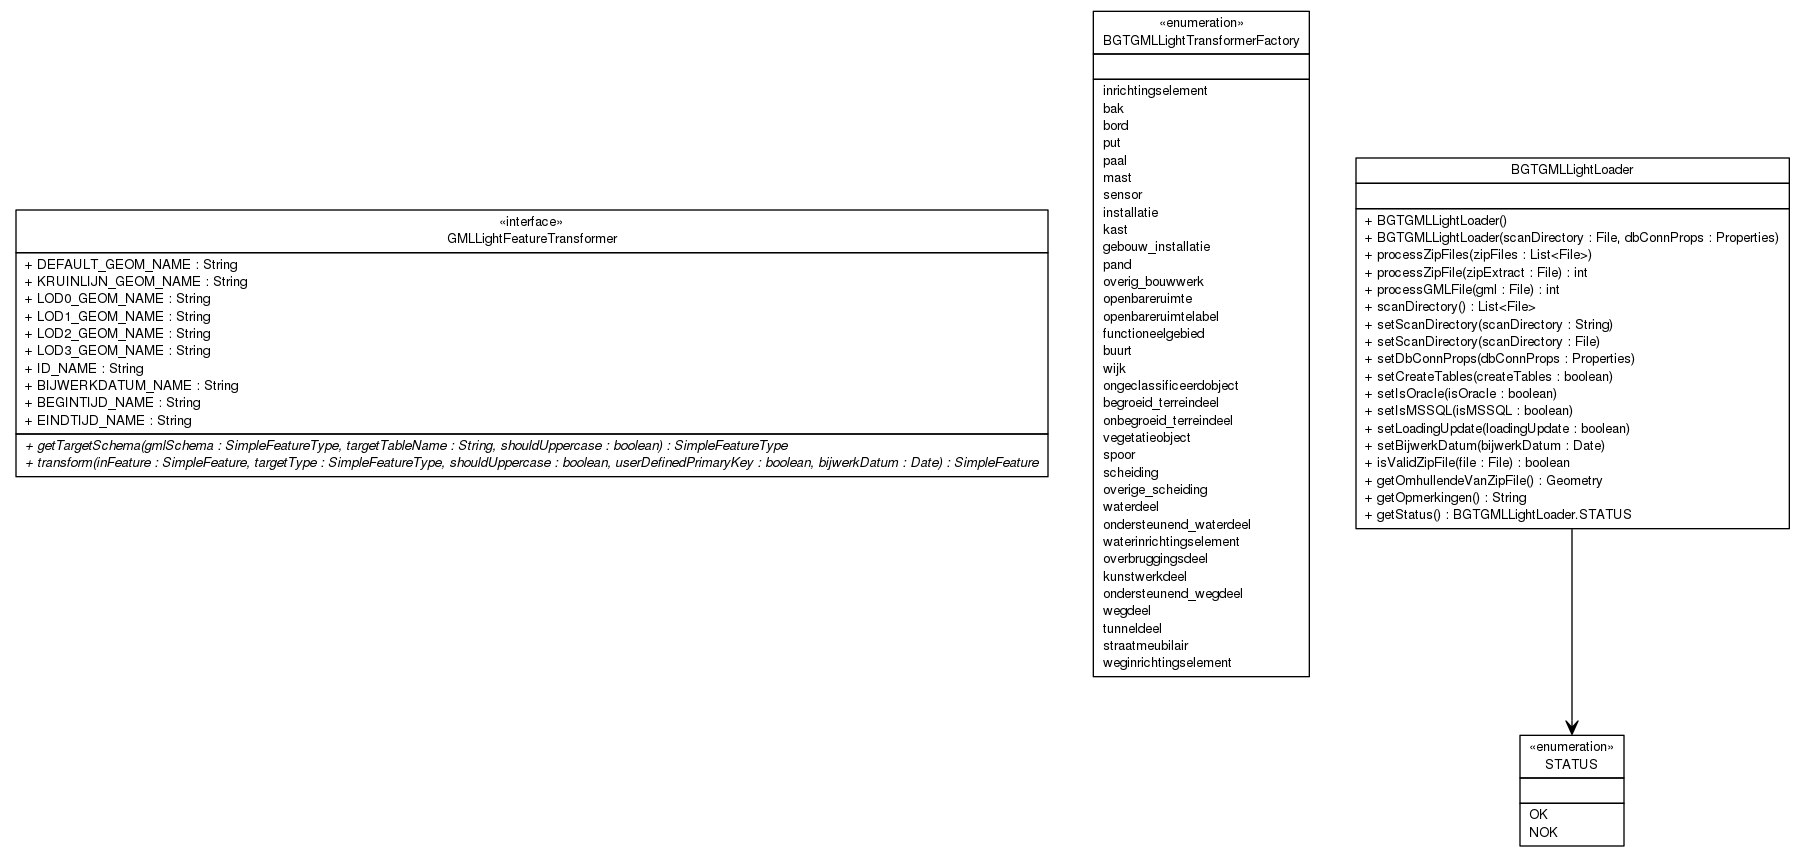 «interface»
GMLLightFeatureTransformer
+ DEFAULT_GEOM_NAME : String
+ KRUINLIJN_GEOM_NAME : String
+ LOD0_GEOM_NAME : String
+ LOD1_GEOM_NAME : String
+ LOD2_GEOM_NAME : String
+ LOD3_GEOM_NAME : String
+ ID_NAME : String
+ BIJWERKDATUM_NAME : String
+ BEGINTIJD_NAME : String
+ EINDTIJD_NAME : String
+ getTargetSchema(gmlSchema : SimpleFeatureType, targetTableName : String, shouldUppercase : boolean) : SimpleFeatureType
+ transform(inFeature : SimpleFeature, targetType : SimpleFeatureType, shouldUppercase : boolean, userDefinedPrimaryKey : boolean, bijwerkDatum : Date) : SimpleFeature
«enumeration»
BGTGMLLightTransformerFactory
inrichtingselement
bak
bord
put
paal
mast
sensor
installatie
kast
gebouw_installatie
pand
overig_bouwwerk
openbareruimte
openbareruimtelabel
functioneelgebied
buurt
wijk
ongeclassificeerdobject
begroeid_terreindeel
onbegroeid_terreindeel
vegetatieobject
spoor
scheiding
overige_scheiding
waterdeel
ondersteunend_waterdeel
waterinrichtingselement
overbruggingsdeel
kunstwerkdeel
ondersteunend_wegdeel
wegdeel
tunneldeel
straatmeubilair
weginrichtingselement
BGTGMLLightLoader
+ BGTGMLLightLoader()
+ BGTGMLLightLoader(scanDirectory : File, dbConnProps : Properties)
+ processZipFiles(zipFiles : List<File>)
+ processZipFile(zipExtract : File) : int
+ processGMLFile(gml : File) : int
+ scanDirectory() : List<File>
+ setScanDirectory(scanDirectory : String)
+ setScanDirectory(scanDirectory : File)
+ setDbConnProps(dbConnProps : Properties)
+ setCreateTables(createTables : boolean)
+ setIsOracle(isOracle : boolean)
+ setIsMSSQL(isMSSQL : boolean)
+ setLoadingUpdate(loadingUpdate : boolean)
+ setBijwerkDatum(bijwerkDatum : Date)
+ isValidZipFile(file : File) : boolean
+ getOmhullendeVanZipFile() : Geometry
+ getOpmerkingen() : String
+ getStatus() : BGTGMLLightLoader.STATUS
«enumeration»
STATUS
OK
NOK